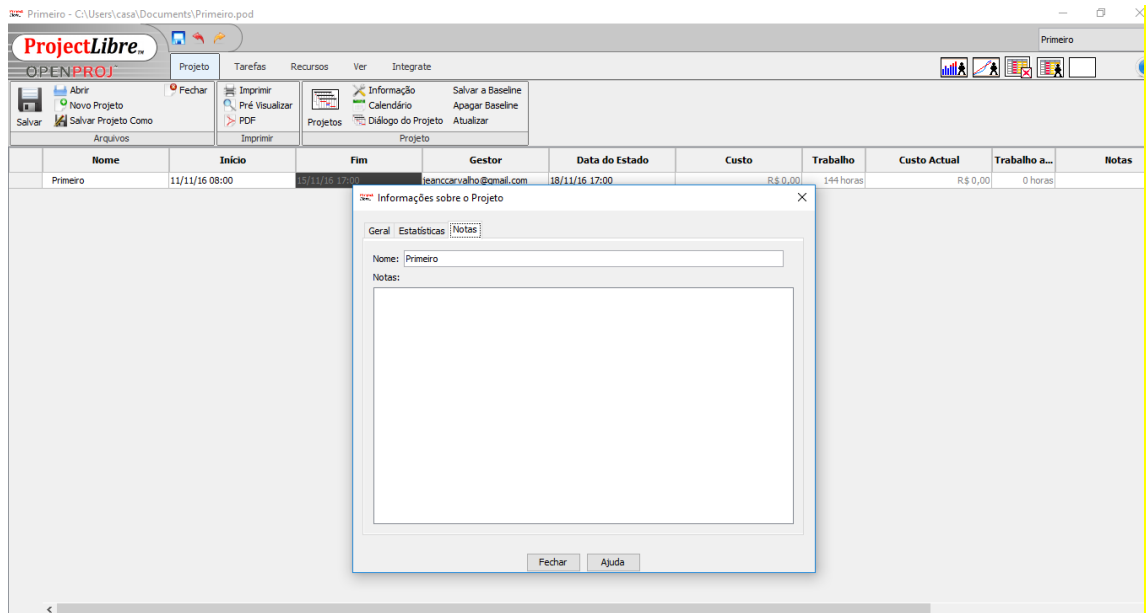 Primeiro - C:\Users\casa\Documents\Primeiro.pod
ProjectLibre™
OPENPROJ
Primeiro
Projeto Tarefas Recursos Ver Integrate
Salvar
Abrir
Novo Projeto
Salvar Projeto Como
Arquivos
Fechar
Imprimir
Pré Visualizar
PDF
Imprimir
Projetos
Informação
Calendário
Diálogo do Projeto
Salvar a Baseline
Apagar Baseline
Atualizar
Projeto
Nome Início Fim Gestor Data do Estado Custo Trabalho Custo Actual Trabalho a... Notas
Primeiro 11/11/16 08:00 15/11/16 17:00 jeanccarvalho@gmail.com 18/11/16 17:00 R$ 0,00 144 horas R$ 0,00 0 horas
Informações sobre o Projeto
Geral Estatísticas Notas
Nome: Primeiro
Notas:
Fechar Ajuda